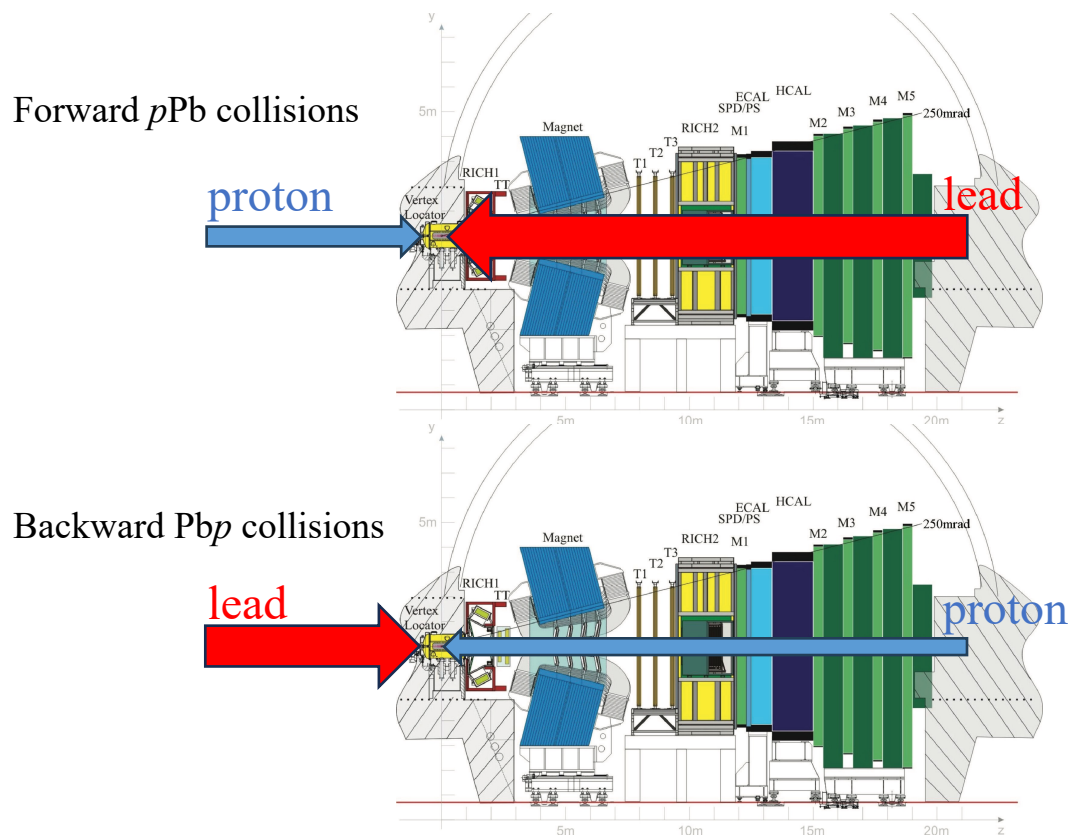 y
Forward pPb collisions
5m
Magnet
SPD/PS
ECAL
HCAL
M1
M2
M3
M4
M5
250mrad
RICH2
T1
T2
T3
RICH1
TT
proton
Vertex
Locator
lead
5m
10m
15m
20m
z
y
Backward Pbp collisions
5m
Magnet
SPD/PS
ECAL
HCAL
M1
M2
M3
M4
M5
250mrad
RICH2
T1
T2
T3
RICH1
TT
lead
Vertex
Locator
proton
5m
10m
15m
20m
z